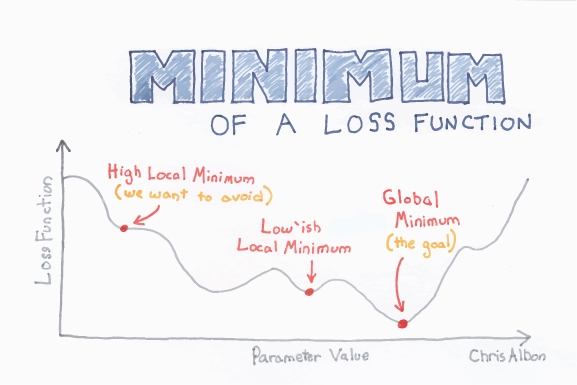 MINIMUM
OF A LOSS FUNCTION
High Local Minimum
(we want to avoid)
Low'ish
Local Minimum
Global
Minimum
(the goal)
Loss Function
Parameter Value
Chris Albon